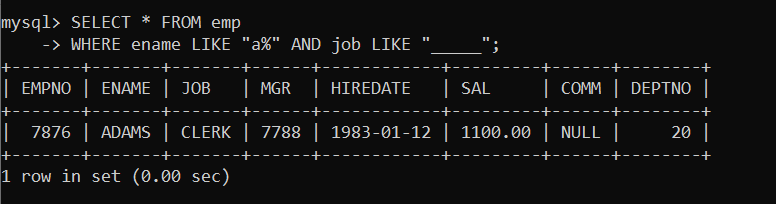 mysql> SELECT * FROM emp
    -> WHERE ename LIKE "a%" AND job LIKE "_____";
+-------+-------+-------+------+------------+---------+------+--------+
| EMPNO | ENAME | JOB   | MGR  | HIREDATE   | SAL     | COMM | DEPTNO |
+-------+-------+-------+------+------------+---------+------+--------+
|  7876 | ADAMS | CLERK | 7788 | 1983-01-12 | 1100.00 | NULL |     20 |
+-------+-------+-------+------+------------+---------+------+--------+
1 row in set (0.00 sec)